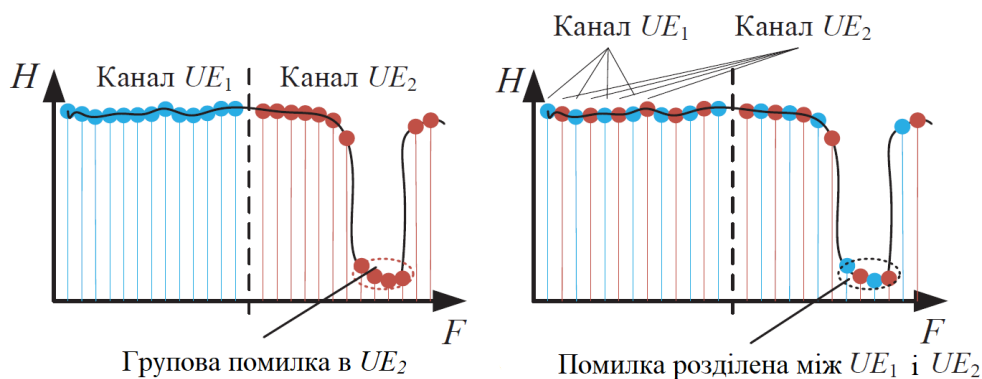 H
Канал UE1
Канал UE2
F
Групова помилка в UE2
Канал UE1
Канал UE2
H
F
Помилка розділена між UE1 і UE2